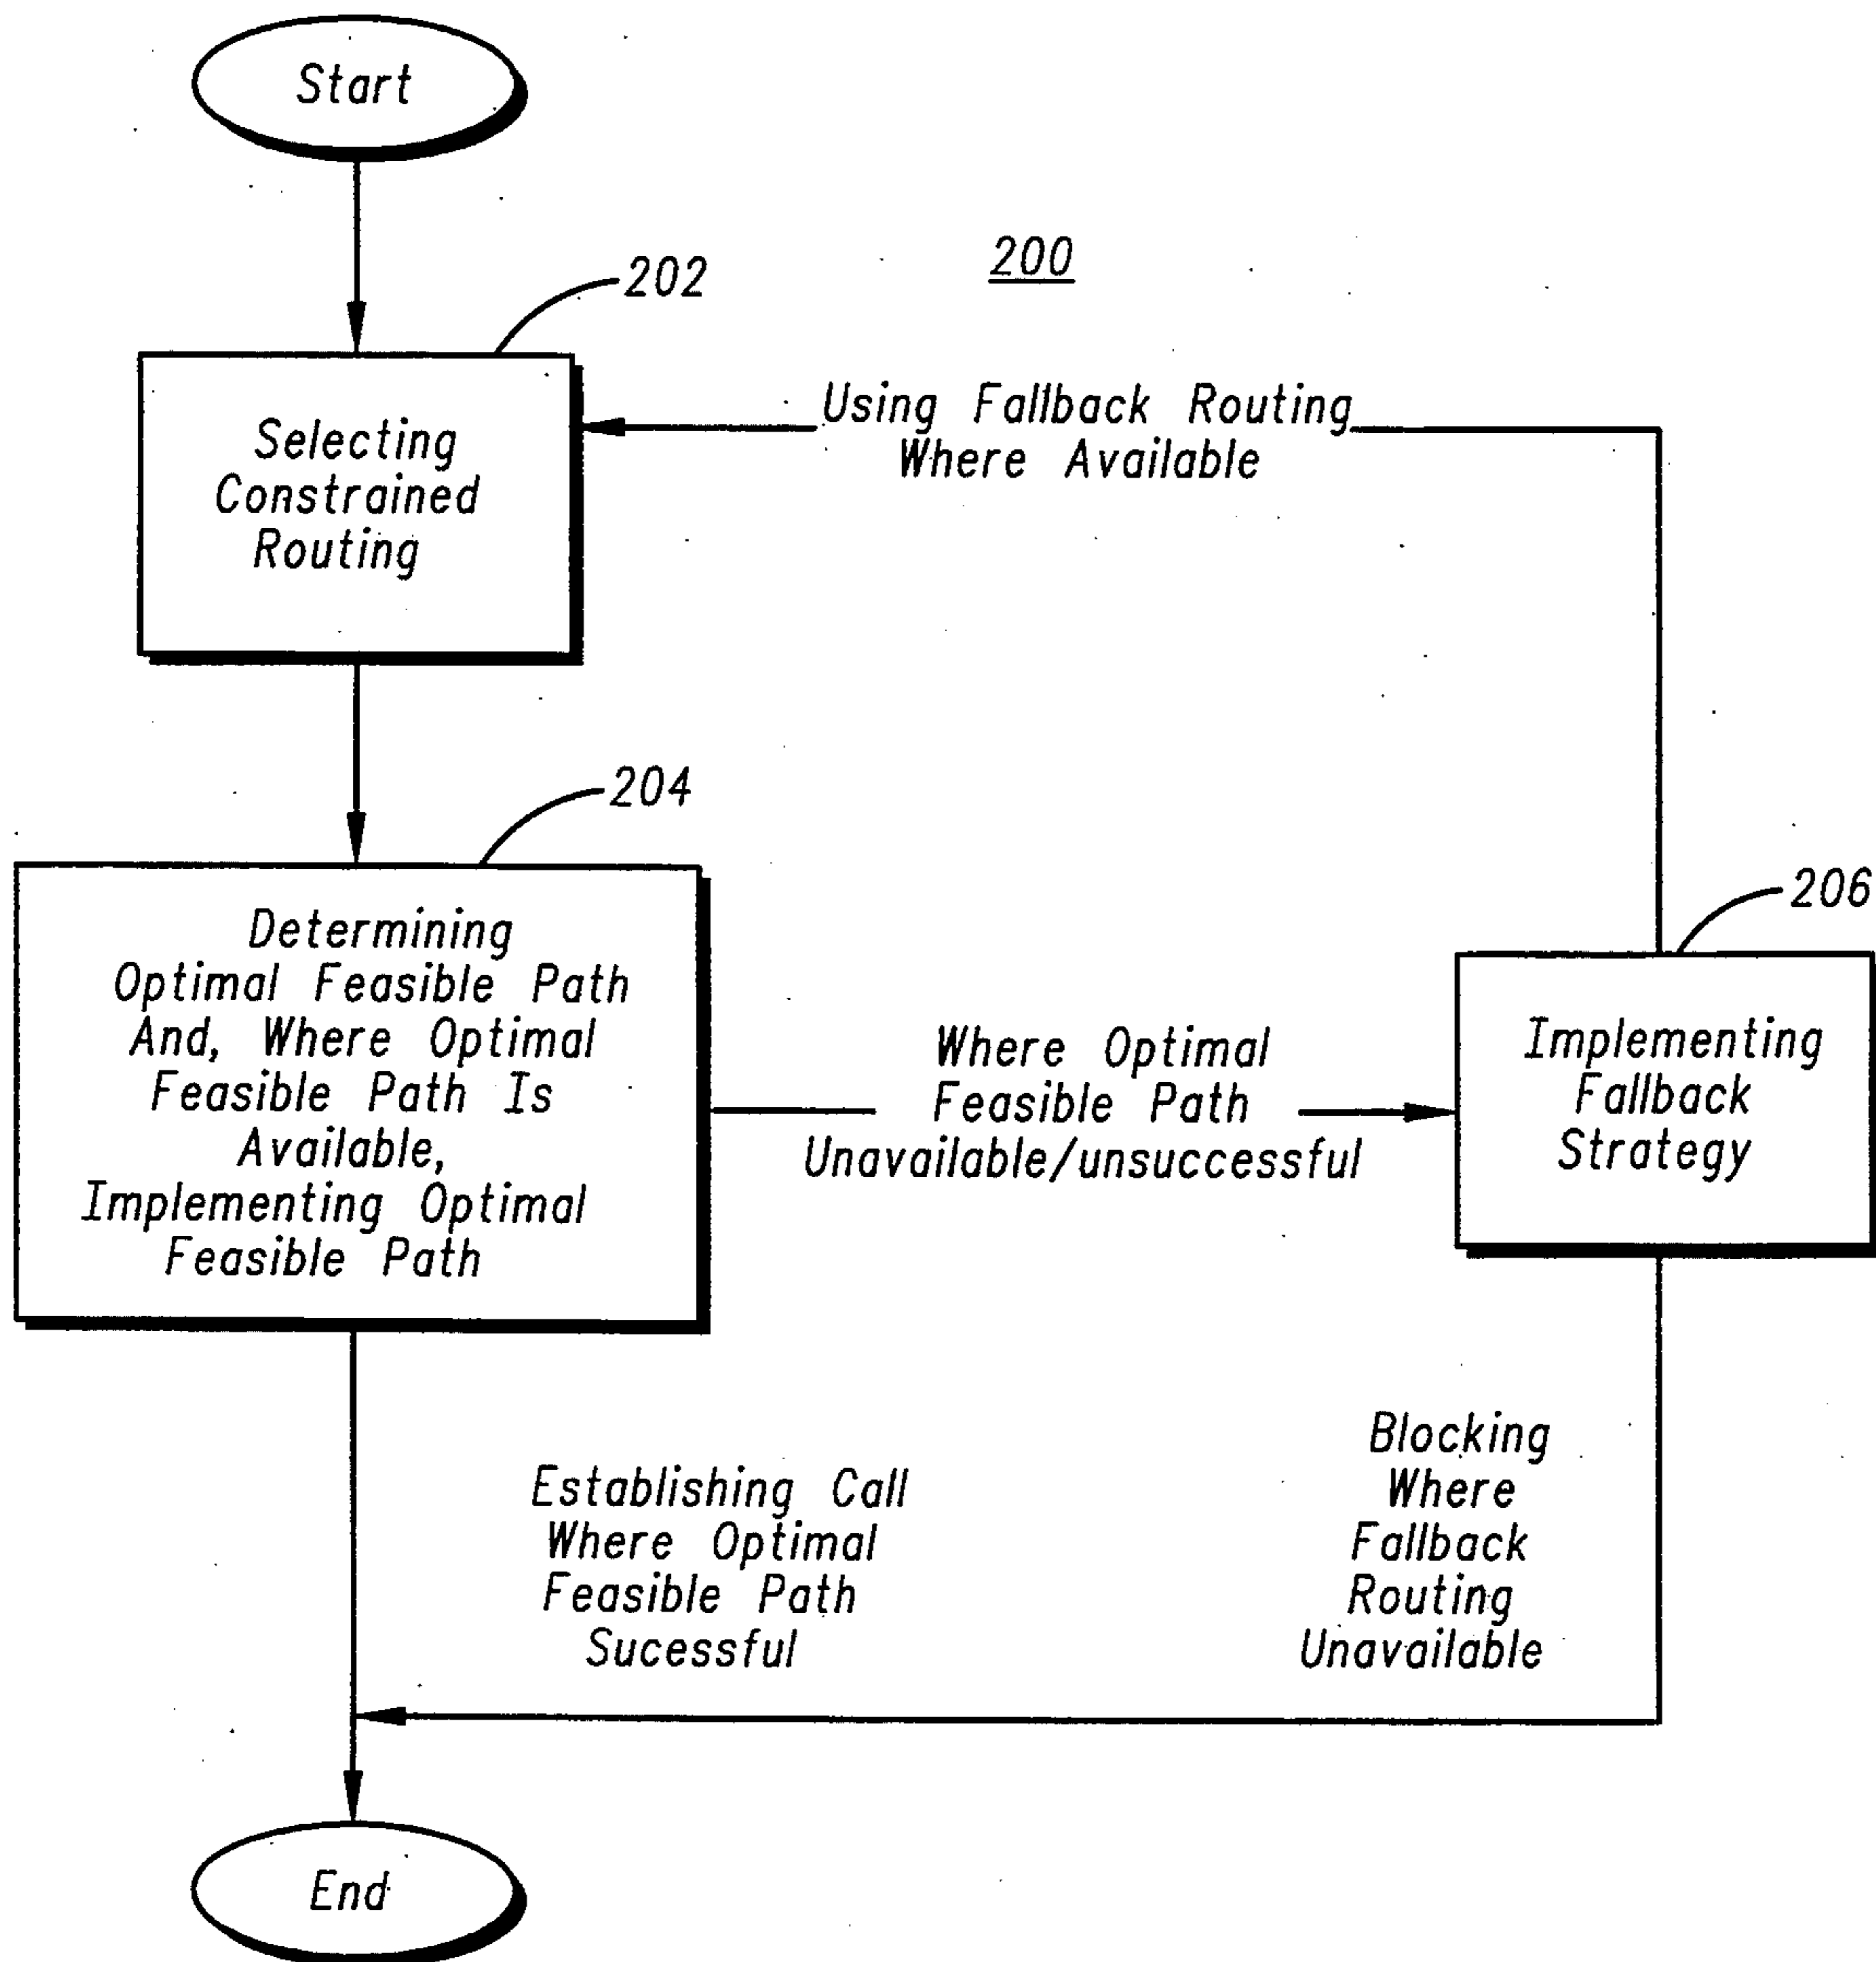 Start
200
202
Selecting
Constrained
Routing
Using Fallback Routing
Where Available
204
Determining
Optimal Feasible Path
And, Where Optimal
Feasible Path Is
Available,
Implementing Optimal
Feasible Path
Where Optimal
Feasible Path
Unavailable/unsuccessful
206
Implementing
Fallback
Strategy
Establishing Call
Where Optimal
Feasible Path
Sucessful
Blocking
Where
Fallback
Routing
Unavailable
End